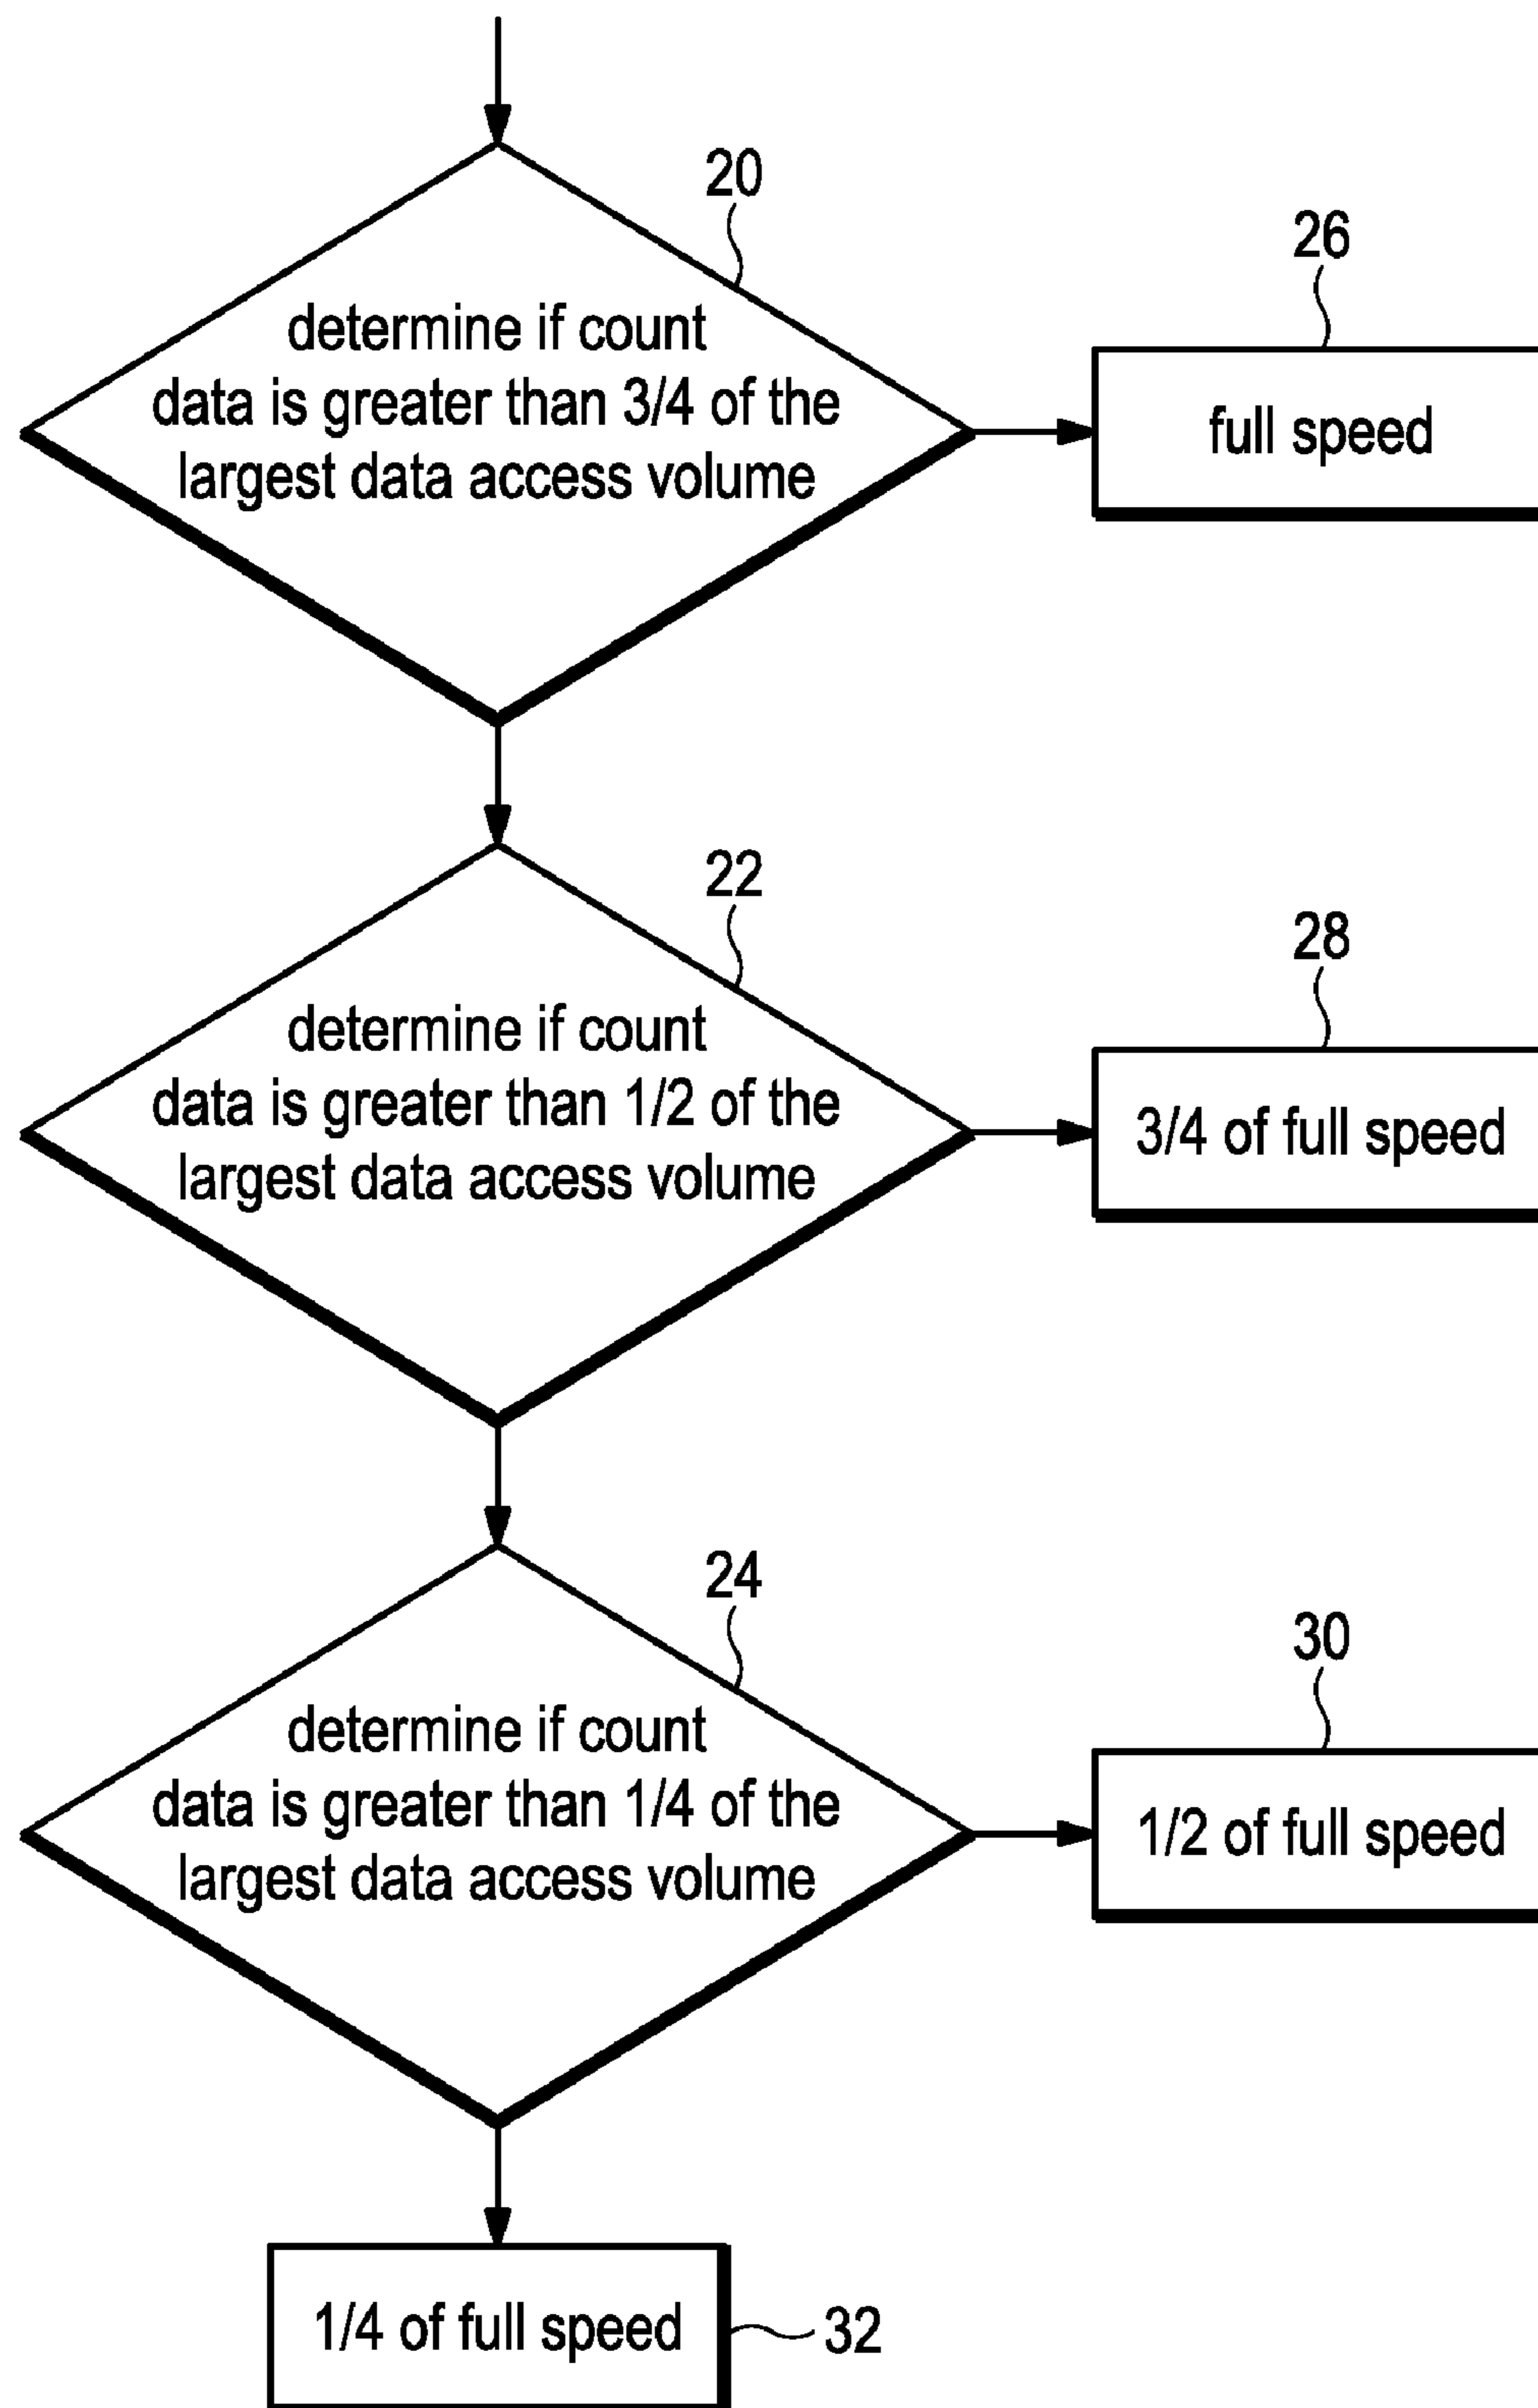 20
determine if count
data is greater than 3/4 of the
largest data access volume
26
full speed
22
determine if count
data is greater than 1/2 of the
largest data access volume
28
3/4 of full speed
24
determine if count
data is greater than 1/4 of the
largest data access volume
30
1/2 of full speed
1/4 of full speed
32